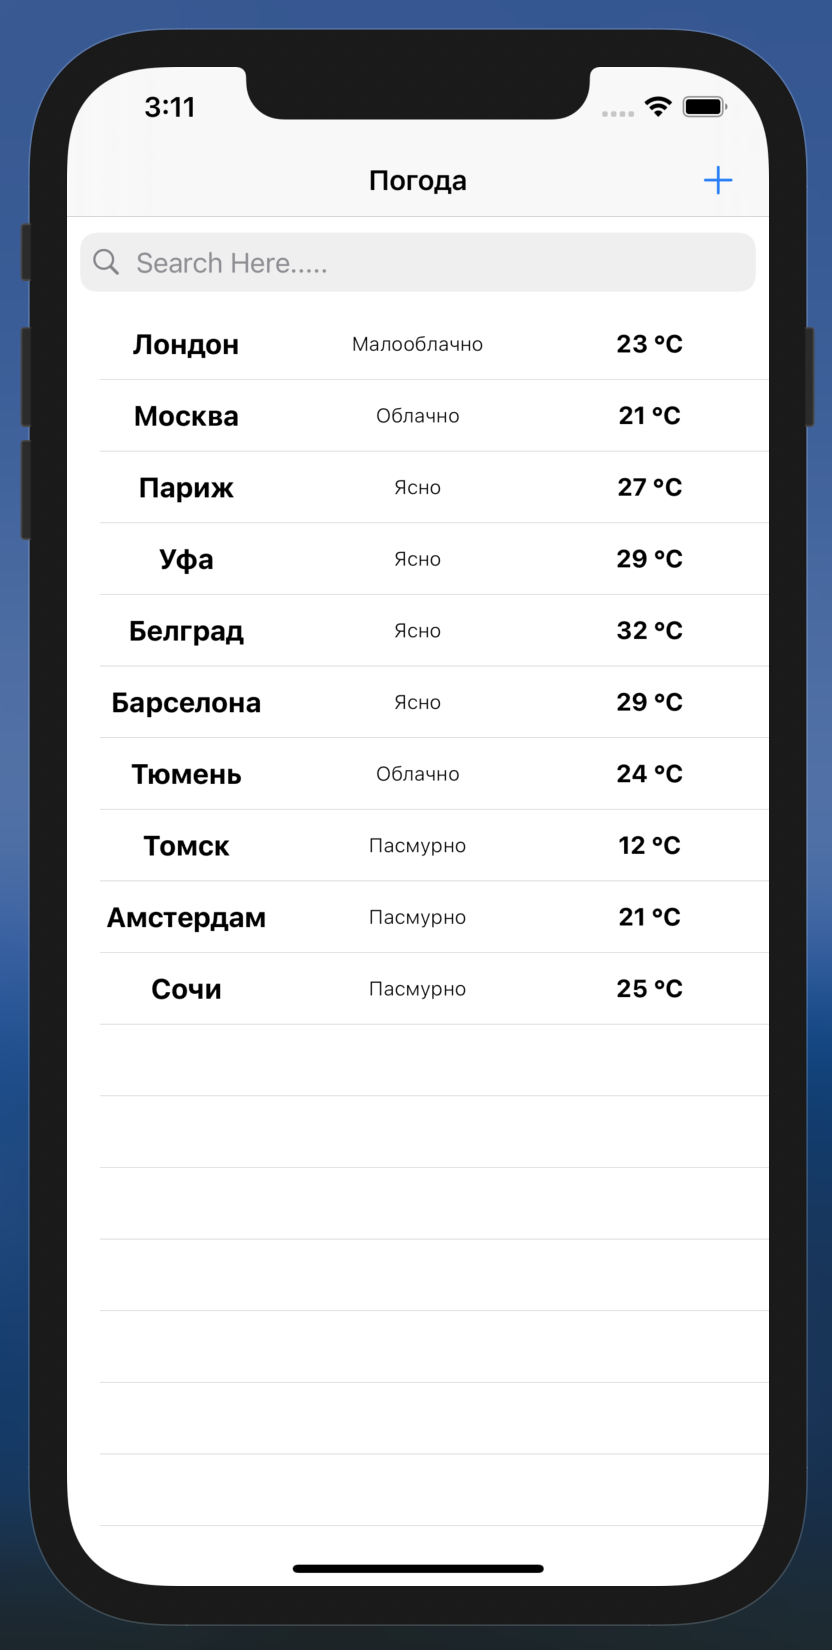 3:11
Погода
Search Here.....
Лондон Малооблачно 23 °C
Москва Облачно 21 °C
Париж Ясно 27 °C
Уфа Ясно 29 °C
Белград Ясно 32 °C
Барселона Ясно 29 °C
Тюмень Облачно 24 °C
Томск Пасмурно 12 °C
Амстердам Пасмурно 21 °C
Сочи Пасмурно 25 °C